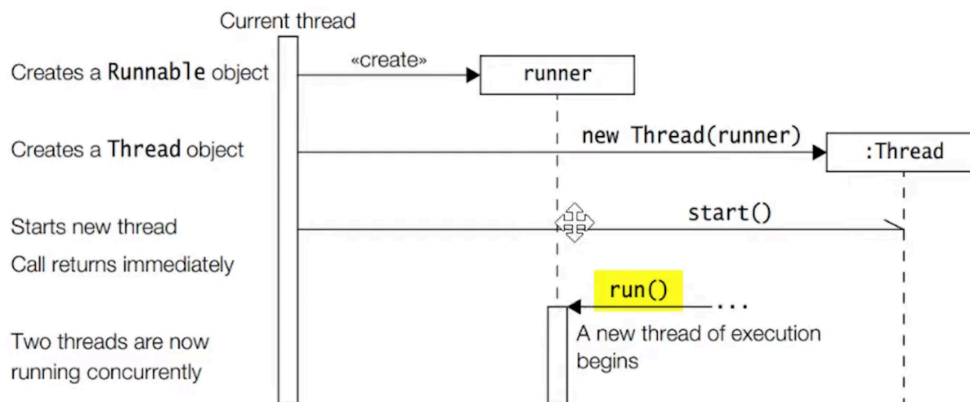 Current thread
Creates a Runnable object
«create»
runner
Creates a Thread object
new Thread(runner)
:Thread
Starts new thread
start()
Call returns immediately
run()
...
Two threads are now
running concurrently
A new thread of execution
begins